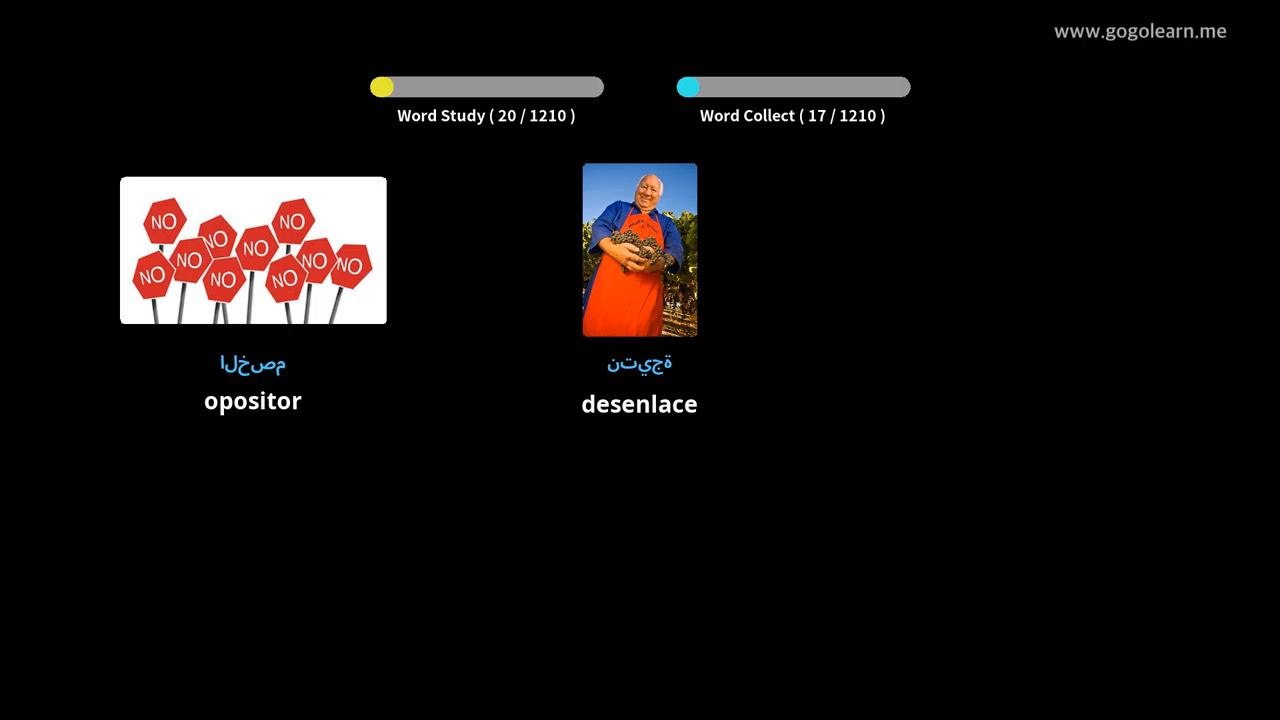 www.gogolearn.me
Word Study ( 20 / 1210 )
Word Collect ( 17 / 1210 )
NO
NO
NO
NO
NO
NO
NO
NO
NO
NO
الخصم
opositor
نتيجة
desenlace